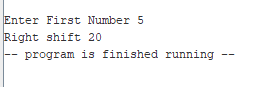 Enter First Number 5
Right shift 20
-- program is finished running --